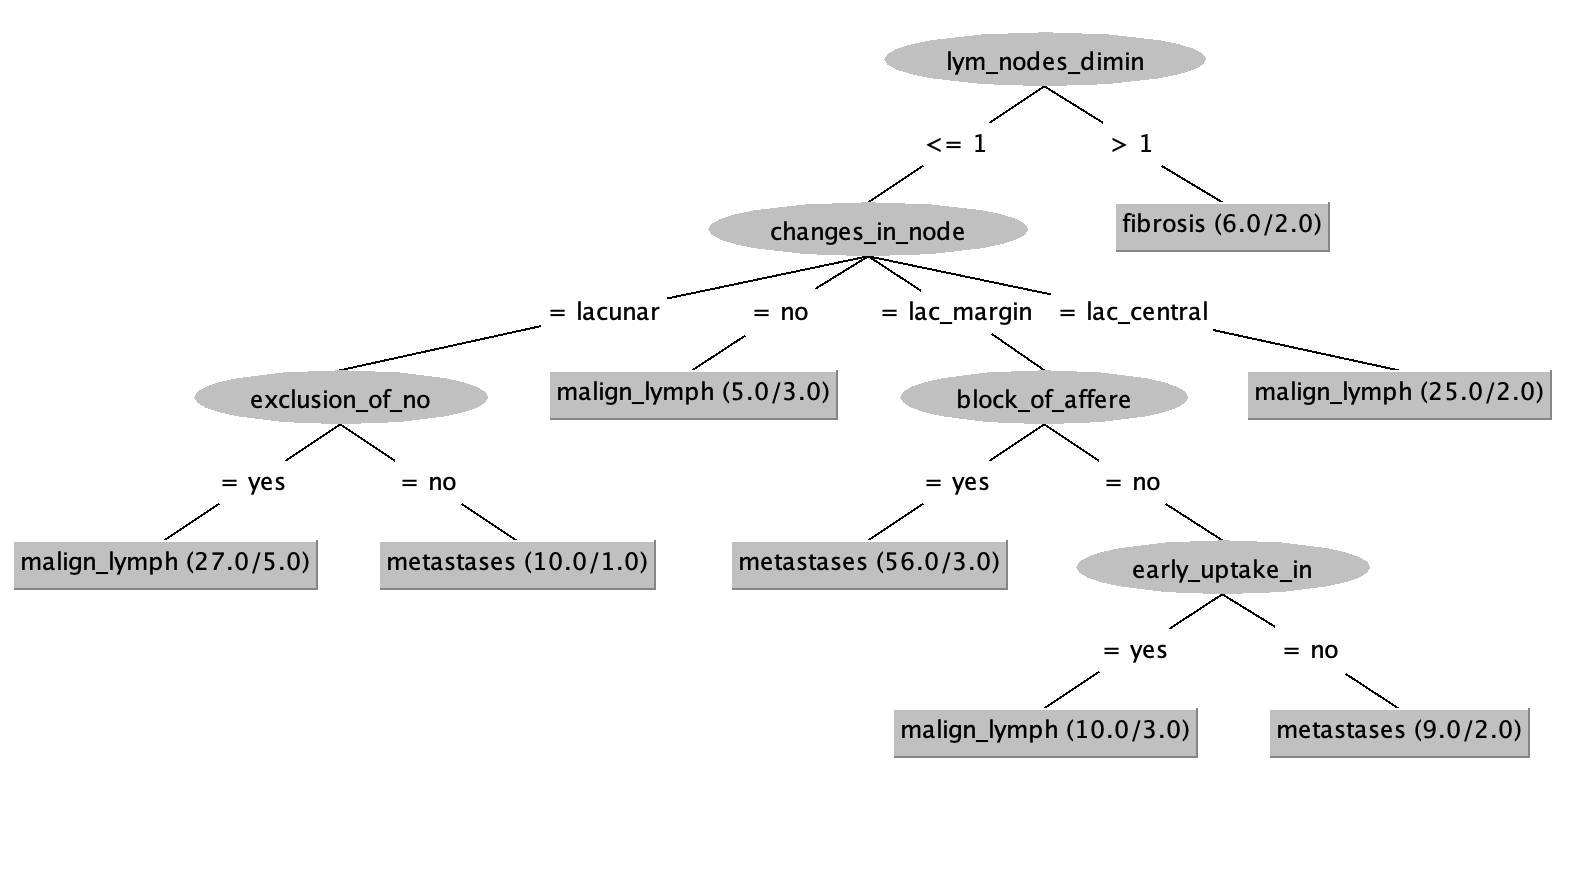 lym_nodes_dimin
<= 1
> 1
changes_in_node
fibrosis (6.0/2.0)
= lacunar
= no
= lac_margin
= lac_central
exclusion_of_no
malign_lymph (5.0/3.0)
block_of_affere
malign_lymph (25.0/2.0)
= yes
= no
= yes
= no
malign_lymph (27.0/5.0)
metastases (10.0/1.0)
metastases (56.0/3.0)
early_uptake_in
= yes
= no
malign_lymph (10.0/3.0)
metastases (9.0/2.0)